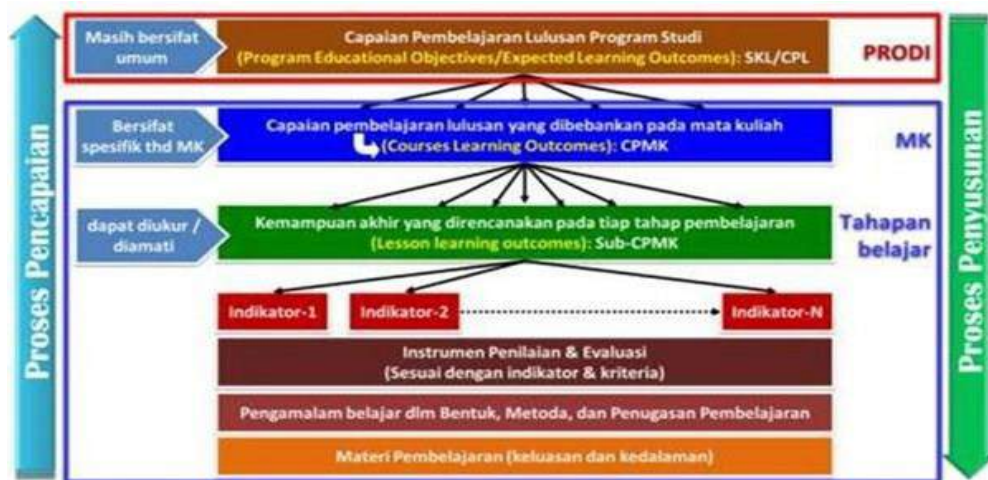 Proses Pencapaian
Masih bersifat
umum
Capaian Pembelajaran Lulusan Program Studi
(Program Educational Objectives/Expected Learning Outcomes): SKL/CPL
PRODI
Bersifat
spesifik thd MK
Capaian pembelajaran lulusan yang dibebankan pada mata kuliah
(Courses Learning Outcomes): CPMK
MK
dapat diukur /
diamati
Kemampuan akhir yang direncanakan pada tiap tahap pembelajaran
(Lesson learning outcomes): Sub-CPMK
Tahapan
belajar
Indikator-1
Indikator-2
Indikator-N
Instrumen Penilaian & Evaluasi
(Sesuai dengan indikator & kriteria)
Pengamalam belajar dlm Bentuk, Metoda, dan Penugasan Pembelajaran
Materi Pembelajaran (keluasan dan kedalaman)
Proses Penyusunan